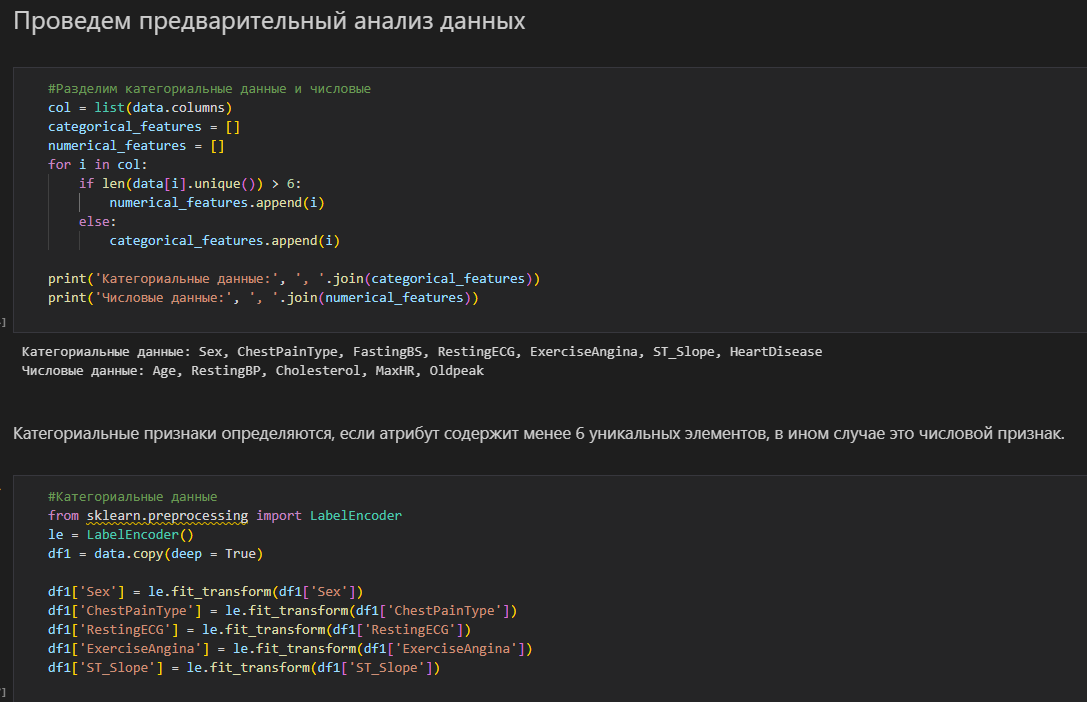 Проведем предварительный анализ данных
#Разделим категориальные данные и числовые
col = list(data.columns)
categorical_features = []
numerical_features = []
for i in col:
    if len(data[i].unique()) > 6:
        numerical_features.append(i)
    else:
        categorical_features.append(i)
print('Категориальные данные:', ', '.join(categorical_features))
print('Числовые данные:', ', '.join(numerical_features))
Категориальные данные: Sex, ChestPainType, FastingBS, RestingECG, ExerciseAngina, ST_Slope, HeartDisease
Числовые данные: Age, RestingBP, Cholesterol, MaxHR, Oldpeak
Категориальные признаки определяются, если атрибут содержит менее 6 уникальных элементов, в ином случае это числовой признак.
#Категориальные данные
from sklearn.preprocessing import LabelEncoder
le = LabelEncoder()
df1 = data.copy(deep = True)
df1['Sex'] = le.fit_transform(df1['Sex'])
df1['ChestPainType'] = le.fit_transform(df1['ChestPainType'])
df1['RestingECG'] = le.fit_transform(df1['RestingECG'])
df1['ExerciseAngina'] = le.fit_transform(df1['ExerciseAngina'])
df1['ST_Slope'] = le.fit_transform(df1['ST_Slope'])